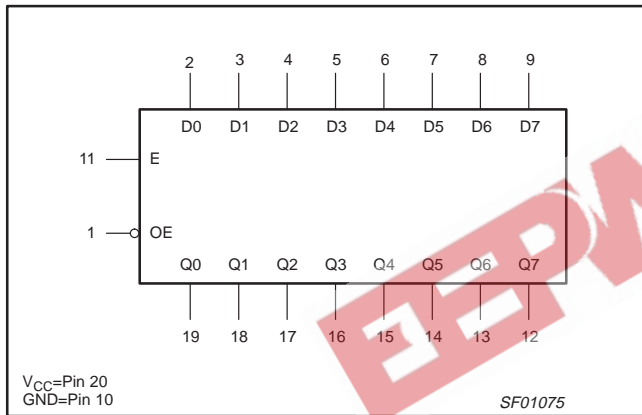 2 3 4 5 6 7 8 9
D0 D1 D2 D3 D4 D5 D6 D7
11 E
1 OE
Q0 Q1 Q2 Q3 Q4 Q5 Q6 Q7
19 18 17 16 15 14 13 12
VCC=Pin 20
GND=Pin 10
SF01075
EEPW